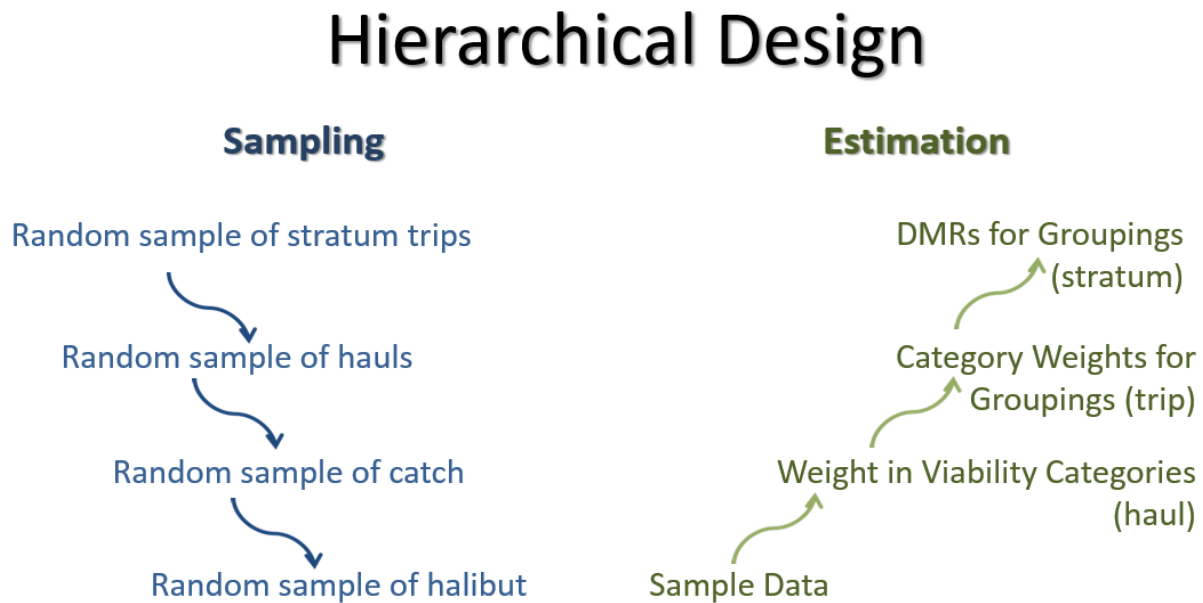 Hierarchical Design
Sampling
Random sample of stratum trips
Random sample of hauls
Random sample of catch
Random sample of halibut
Estimation
DMRs for Groupings
(stratum)
Category Weights for
Groupings (trip)
Weight in Viability Categories
(haul)
Sample Data